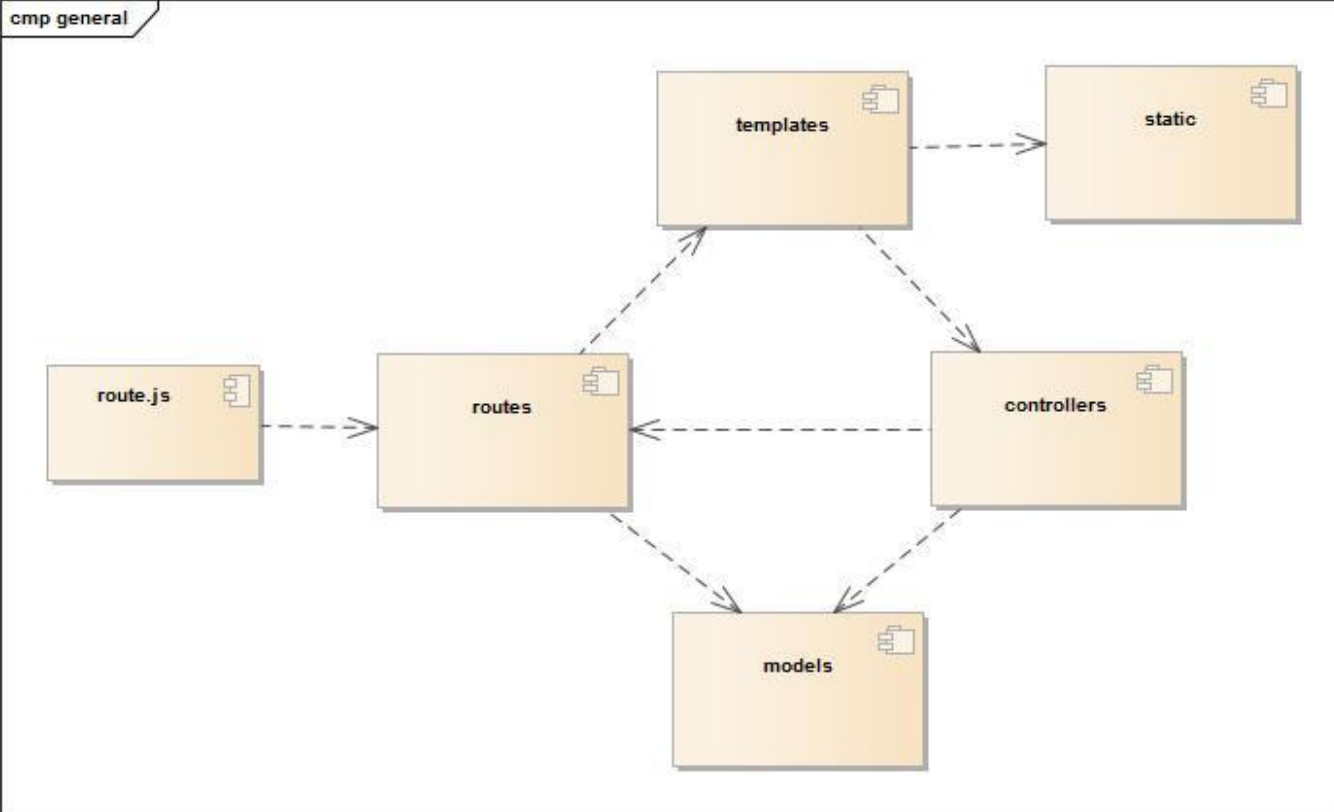 cmp general
templates
static
route.js
routes
controllers
models